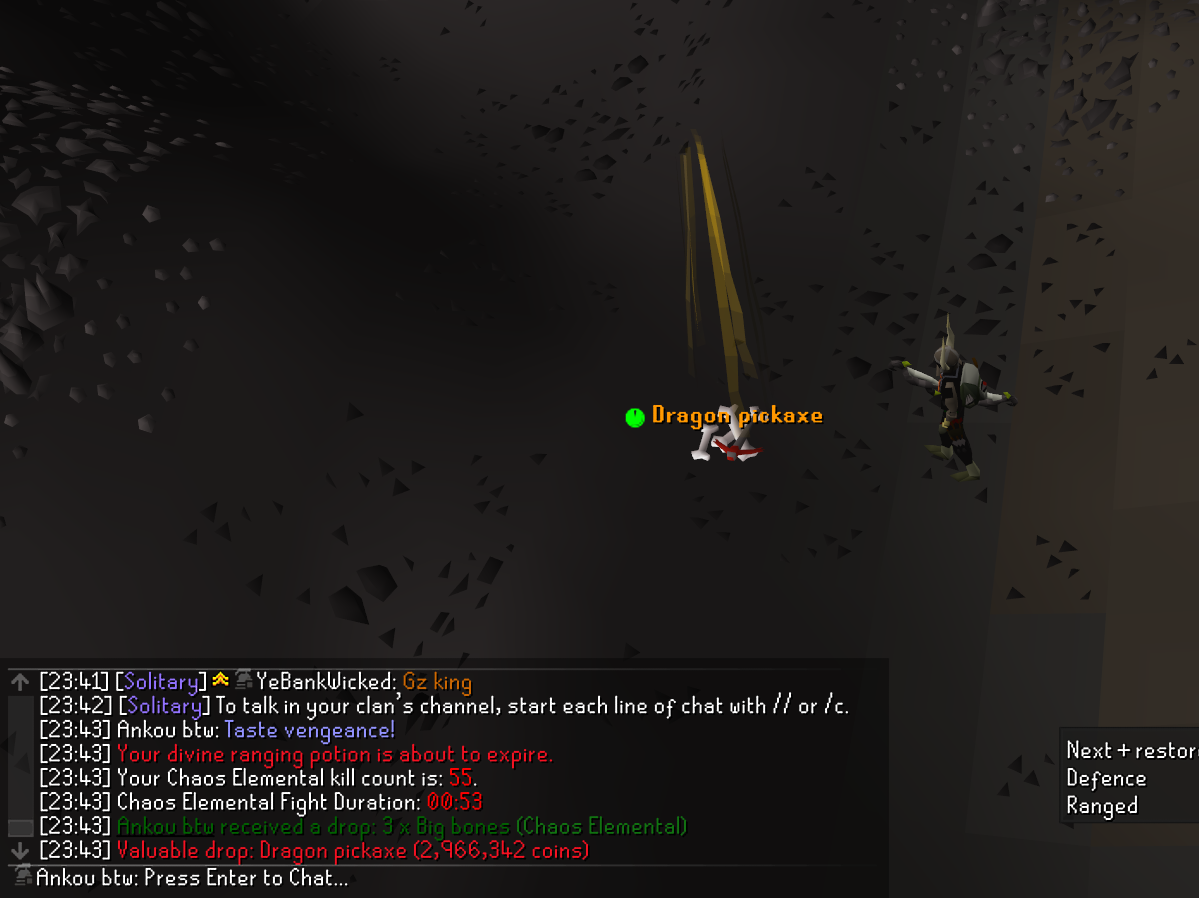 Dragon pickaxe
[23:41] [Solitary] YeBankWicked: Gz king
[23:42] [Solitary] To talk in your clan's channel, start each line of chat with // or /c.
[23:43] Ankou btw: Taste vengeance!
[23:43] Your divine ranging potion is about to expire.
[23:43] Your Chaos Elemental kill count is: 55.
[23:43] Chaos Elemental Fight Duration: 00:53
[23:43] Ankou btw received a drop: 3 x Big bones (Chaos Elemental)
[23:43] Valuable drop: Dragon pickaxe (2,966,342 coins)
Ankou btw: Press Enter to Chat...
Next + restor
Defence
Ranged